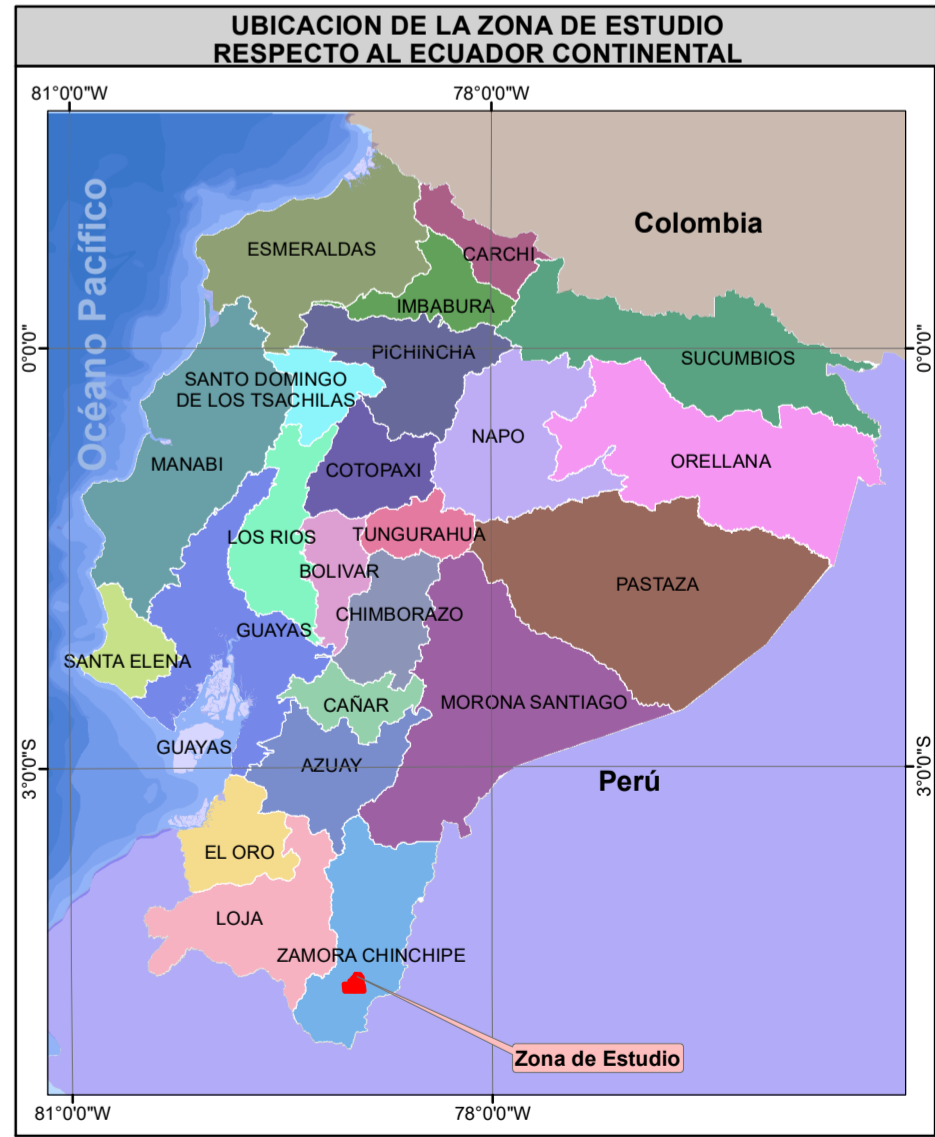 UBICACION DE LA ZONA DE ESTUDIO
RESPECTO AL ECUADOR CONTINENTAL
81°0'0"W
78°0'0"W
Océano Pacífico
Colombia
ESMERALDAS
CARCHI
IMBABURA
0°0'0"
0°0'0"
PiCHINCHA
SUCUMBIOS
SANTO DOMINGO
DE LOS TSACHILAS
NAPO
MANABI
COTOPAXI
ORELLANA
LOS RIOS
TUNGURAHUA
BOLIVAR
PASTAZA
CHIMBORAZO
GUAYAS
SANTA ELENA
CAÑAR
MORONA SANTIAGO
GUAYAS
AZUAY
3°0'0"S
3°0'0"S
Perú
EL ORO
LOJA
ZAMORA CHINCHIPE
Zona de Estudio
81°0'0"W
78°0'0"W